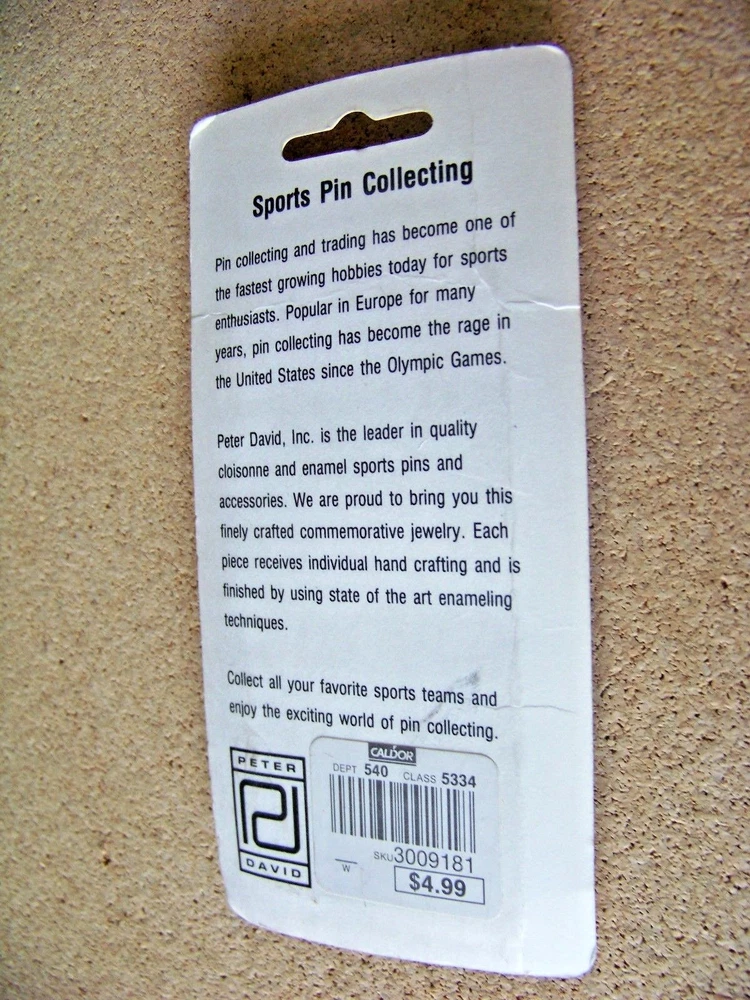 Sports Pin Collecting
Pin collecting and trading has become one of
the fastest growing hobbies today for sports
enthusiasts. Popular in Europe for many
years, pin collecting has become the rage in
the United States since the Olympic Games.
Peter David, Inc. is the leader in quality
cloisonne and enamel sports pins and
accessories. We are proud to bring you this
finely crafted commemorative jewelry. Each
piece receives individual hand crafting and is
finished by using state of the art enameling
techniques.
Collect all your favorite sports teams and
enjoy the exciting world of pin collecting.
PETER
PD
DAVID
CALDOR
DEPT 540 CLASS 5334
SKU 3009181
W
$4.99